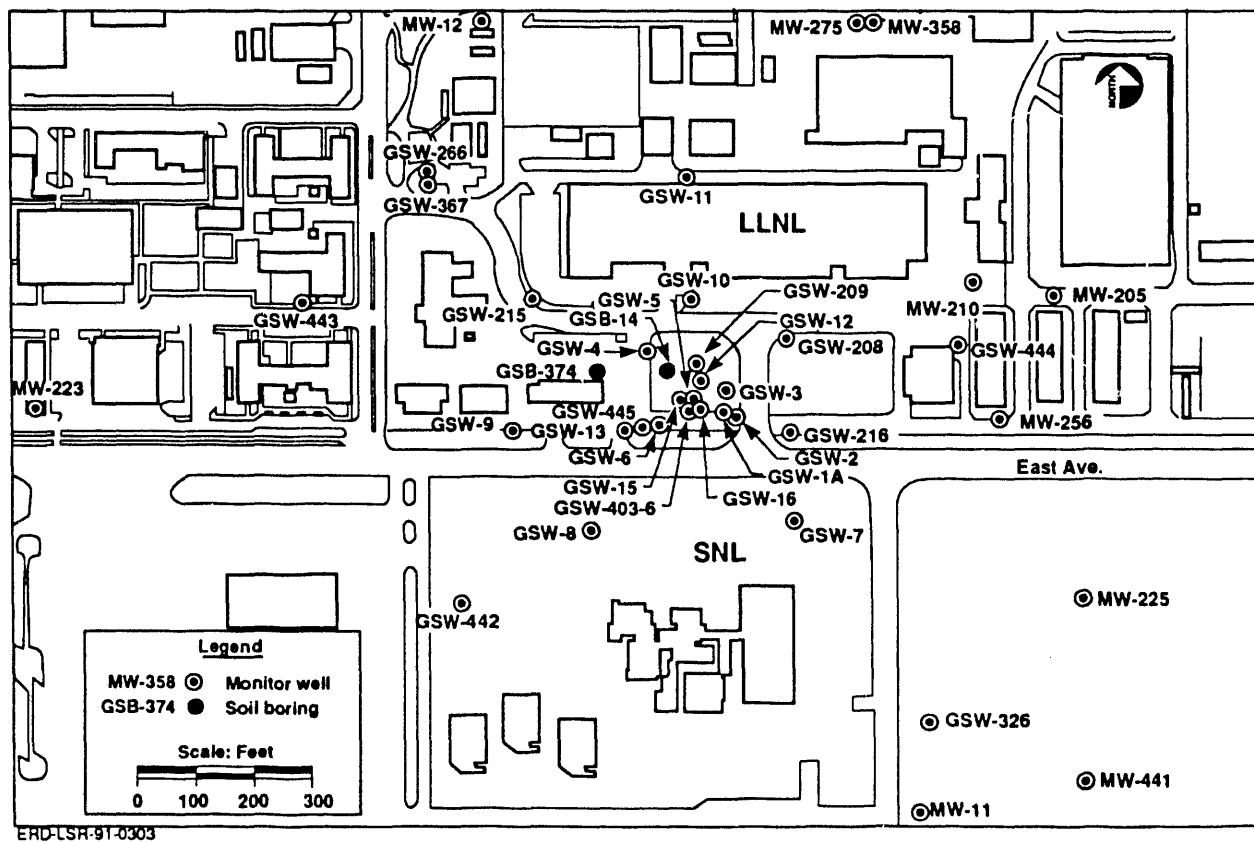 MW-12
MW-275
MW-358
NORTH
GSW-266
GSW-367
GSW-11
LLNL
GSW-10
GSW-5
GSB-14
GSW-209
GSW-12
GSW-215
GSW-443
MW-210
MW-205
GSW-4
GSW-208
GSW-444
GSB-374
GSW-3
MW-223
GSW-445
GSW-9
GSW-13
GSW-216
MW-256
GSW-6
GSW-2
GSW-1A
East Ave.
GSW-15
GSW-16
GSW-403-6
GSW-8
SNL
GSW-7
GSW-442
MW-225
Legend
MW-358 Monitor well
GSB-374 Soil boring
Scale: Feet
0 100 200 300
GSW-326
MW-441
MW-11
ERD-LSR-91-0303